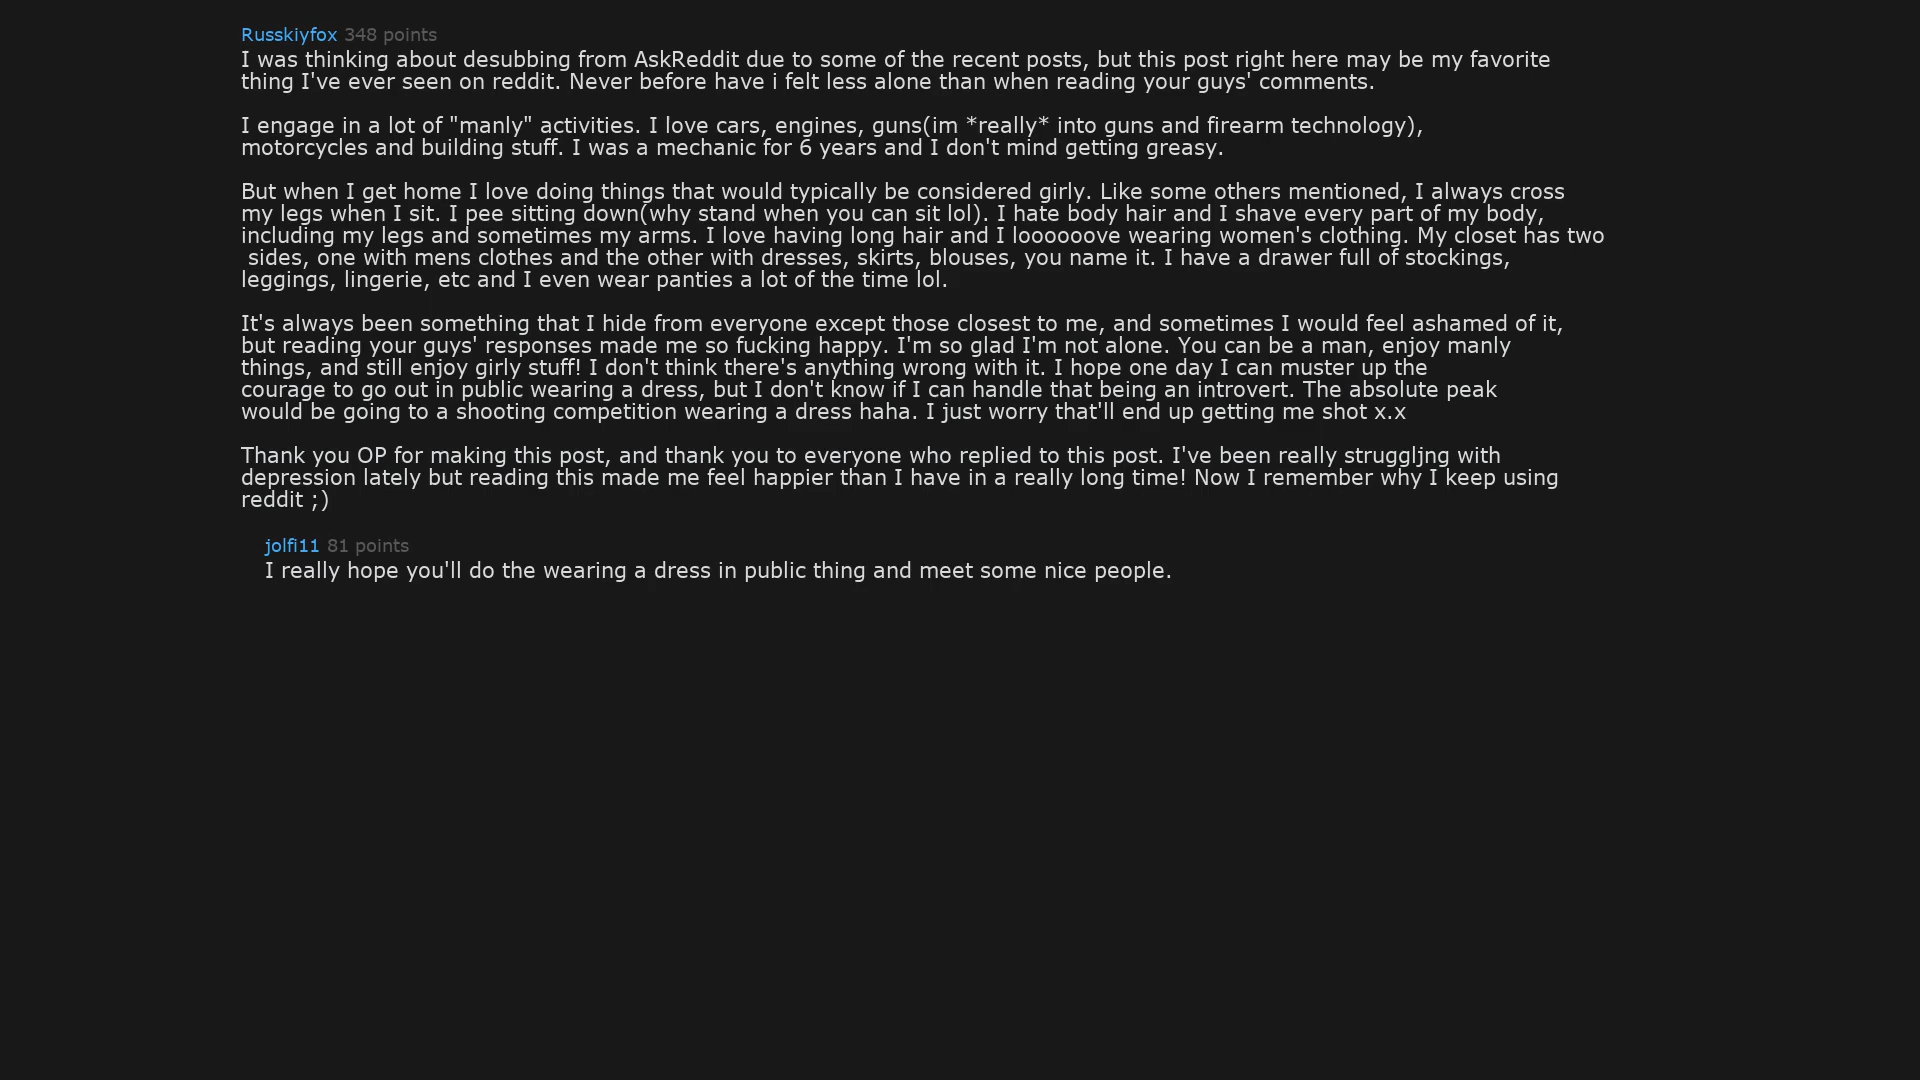 Russkiyfox 348 points
I was thinking about desubbing from AskReddit due to some of the recent posts, but this post right here may be my favorite
thing I've ever seen on reddit. Never before have i felt less alone than when reading your guys' comments.
I engage in a lot of "manly" activities. I love cars, engines, guns(im *really* into guns and firearm technology),
motorcycles and building stuff. I was a mechanic for 6 years and I don't mind getting greasy.
But when I get home I love doing things that would typically be considered girly. Like some others mentioned, I always cross
my legs when I sit. I pee sitting down(why stand when you can sit lol). I hate body hair and I shave every part of my body,
including my legs and sometimes my arms. I love having long hair and I loooooove wearing women's clothing. My closet has two
sides, one with mens clothes and the other with dresses, skirts, blouses, you name it. I have a drawer full of stockings,
leggings, lingerie, etc and I even wear panties a lot of the time lol.
It's always been something that I hide from everyone except those closest to me, and sometimes I would feel ashamed of it,
but reading your guys' responses made me so fucking happy. I'm so glad I'm not alone. You can be a man, enjoy manly
things, and still enjoy girly stuff! I don't think there's anything wrong with it. I hope one day I can muster up the
courage to go out in public wearing a dress, but I don't know if I can handle that being an introvert. The absolute peak
would be going to a shooting competition wearing a dress haha. I just worry that'll end up getting me shot x.x
Thank you OP for making this post, and thank you to everyone who replied to this post. I've been really struggljng with
depression lately but reading this made me feel happier than I have in a really long time! Now I remember why I keep using
reddit ;)
jolfi11 81 points
I really hope you'll do the wearing a dress in public thing and meet some nice people.